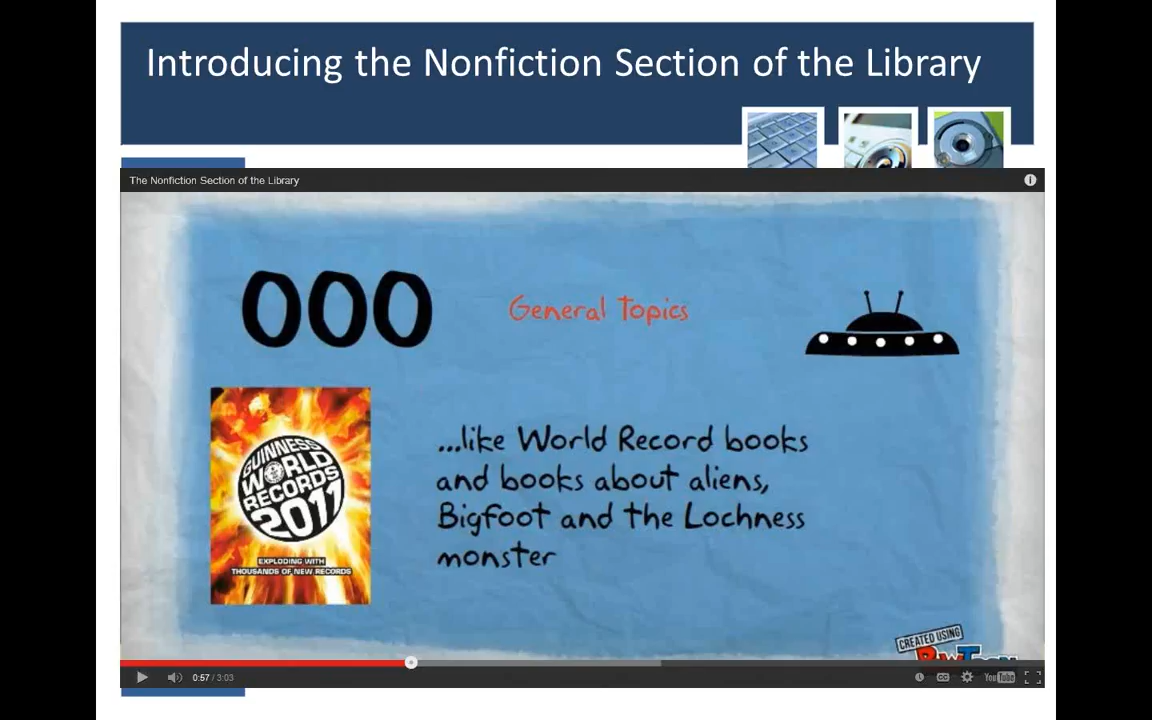 Introducing the Nonfiction Section of the Library
The Nonfiction Section of the Library
000
General Topics
GUINNESS
WORLD
RECORDS
2011
EXPLODING WITH
THOUSANDS OF NEW RECORDS
...like World Record books
and books about aliens,
Bigfoot and the Lochness
monster
CREATED USING
0:57 / 3:03
CC
YouTube